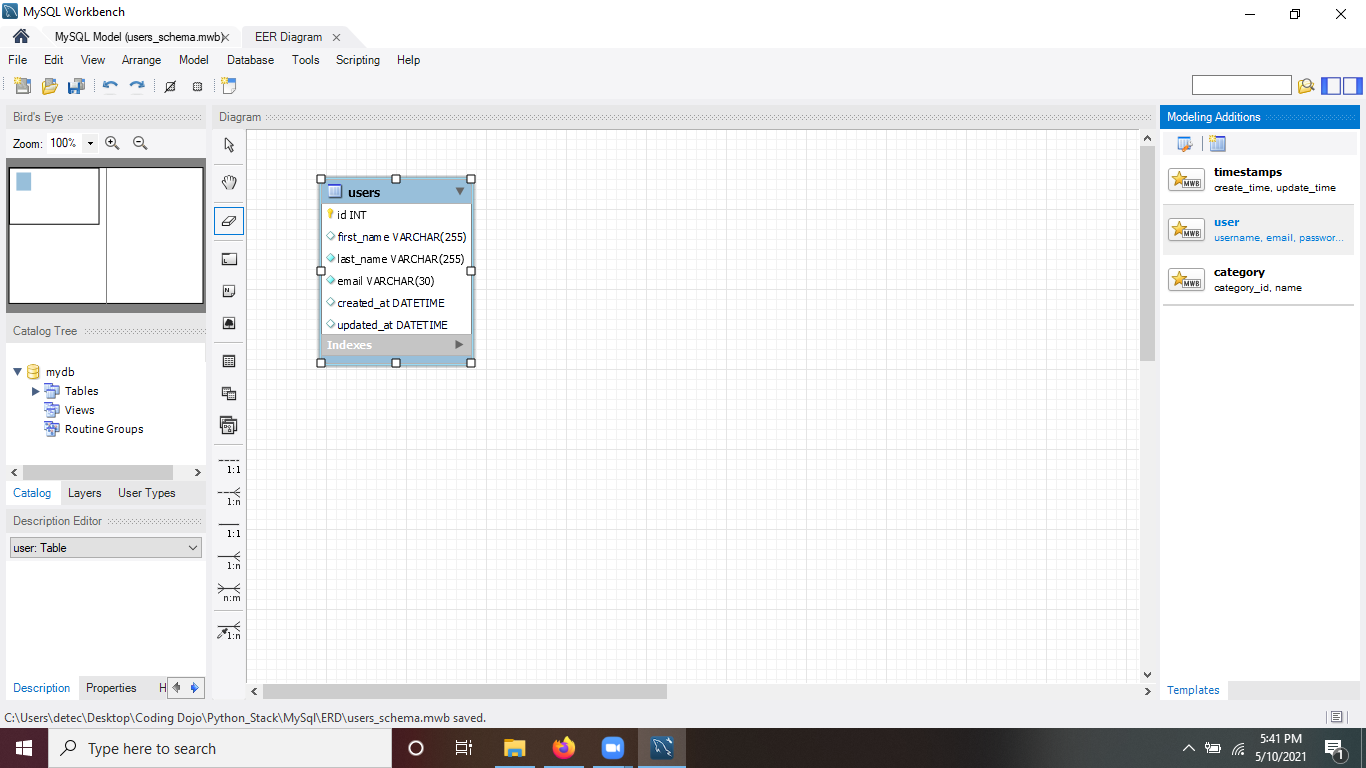 MySQL Workbench
MySQL Model (users_schema.mwb)
EER Diagram
File Edit View Arrange Model Database Tools Scripting Help
Bird's Eye
Zoom: 100%
Diagram
Modeling Additions
timestamps
create_time, update_time
user
username, email, passwor...
category
category_id, name
MWB
MWB
MWB
users
id INT
first_name VARCHAR(255)
last_name VARCHAR(255)
email VARCHAR(30)
created_at DATETIME
updated_at DATETIME
Indexes
Catalog Tree
mydb
Tables
Views
Routine Groups
Catalog Layers User Types
Description Editor
user: Table
1:1
1:n
1:1
1:n
n:m
1:n
Description Properties H
Templates
C:\Users\detec\Desktop\Coding Dojo\Python_Stack\MySql\ERD\users_schema.mwb saved.
Type here to search
5:41 PM
5/10/2021
1